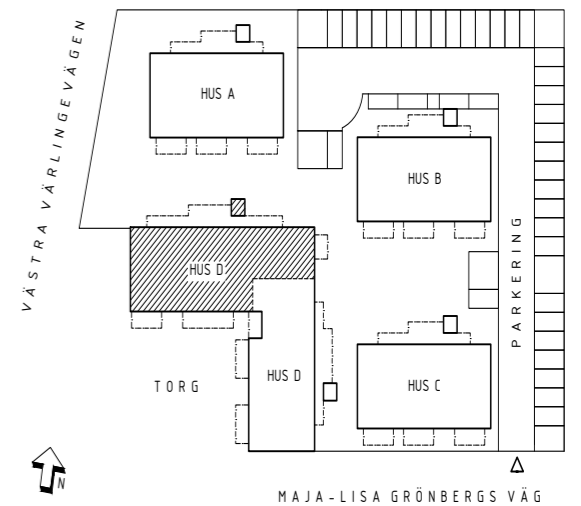 VÄSTRA VÄRLINGEVÄGEN
HUS A
HUS B
HUS D
PARKERING
HUS D
HUS C
TORG
N
MAJA-LISA GRÖNBERGS VÄG